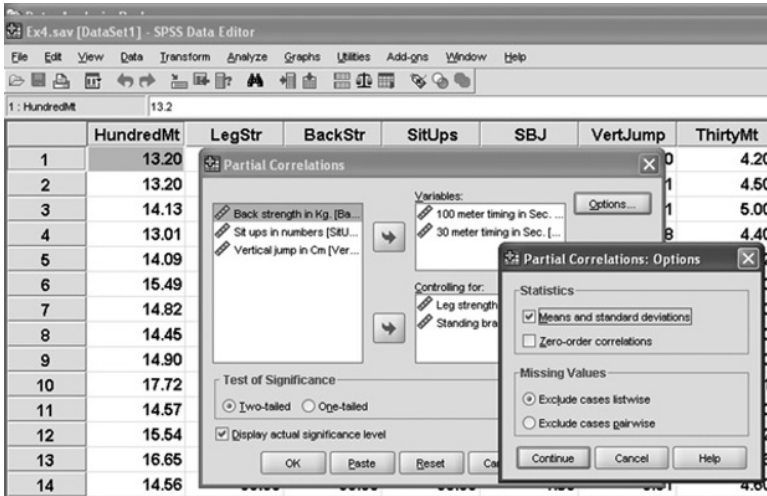 Ex4.sav [DataSet1] - SPSS Data Editor
File Edit View Data Transform Analyze Graphs Utilities Add-ons Window Help
1 : HundredMt 13.2
HundredMt LegStr BackStr SitUps SBJ VertJump ThirtyMt
1 13.20 4.20
2 13.20 4.50
3 14.13 5.00
4 13.01 4.40
5 14.09
6 15.49
7 14.82
8 14.45
9 14.90
10 17.72
11 14.57
12 15.54
13 16.65
14 14.56
Partial Correlations
Back strength in Kg. [Ba...
Sit ups in numbers [SitU...
Vertical jump in Cm [Ver...
Variables:
100 meter timing in Sec. ...
30 meter timing in Sec. [...
Options...
Controlling for:
Leg strength
Standing bra
Test of Significance
Two-tailed One-tailed
Display actual significance level
OK Paste Reset Ca
Partial Correlations: Options
Statistics
Means and standard deviations
Zero-order correlations
Missing Values
Exclude cases listwise
Exclude cases pairwise
Continue Cancel Help